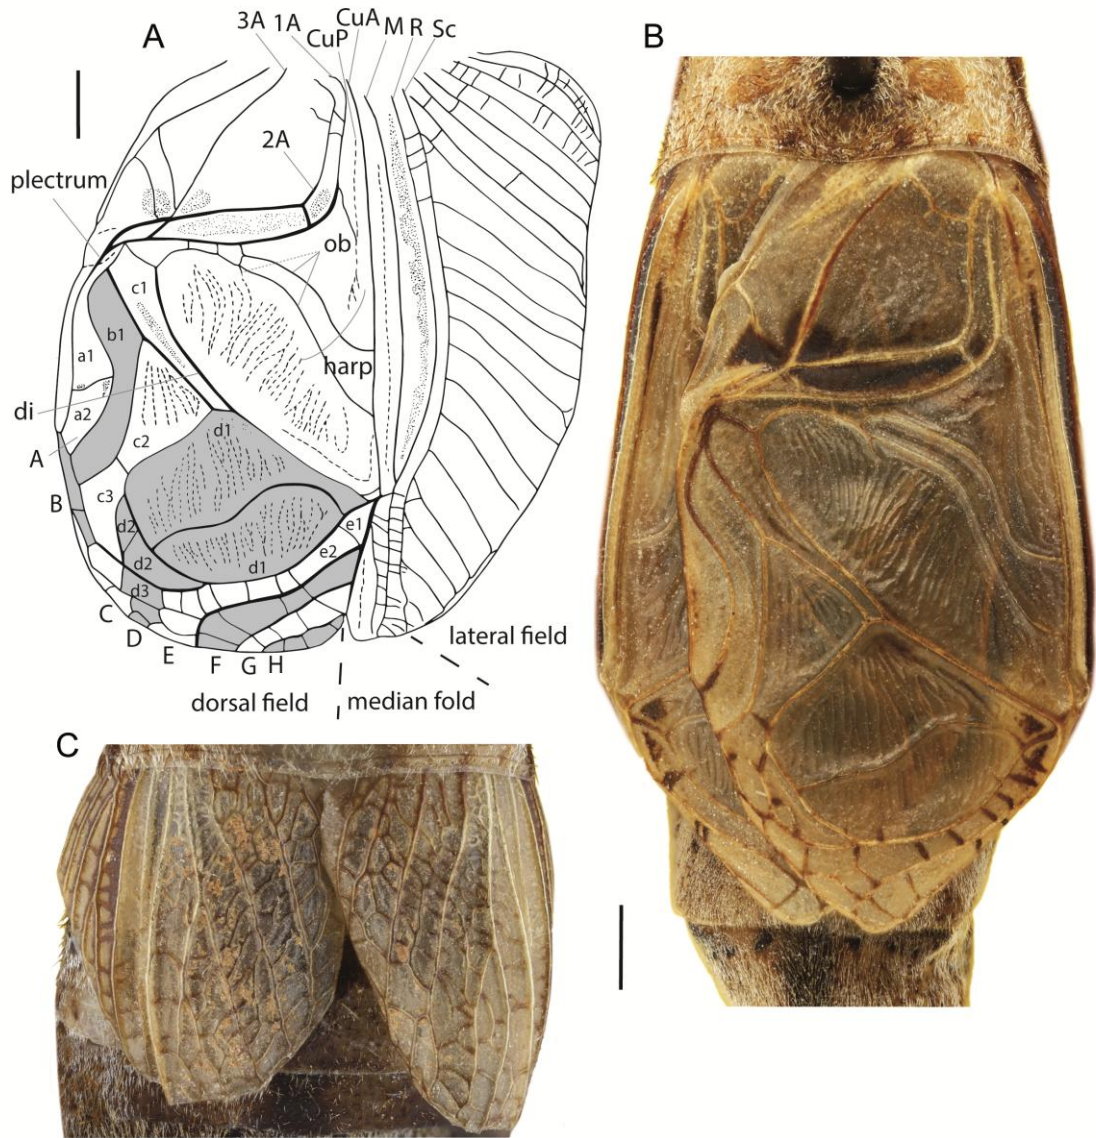 A
3A 1A CuP CuA M R Sc
2A
plectrum
ob
c1
b1
a1
harp
di
a2
d1
A
c2
B
c3
d2
e1
d1
e2
d2
d3
C
D
E
F
G
H
lateral field
dorsal field
median fold
B
C